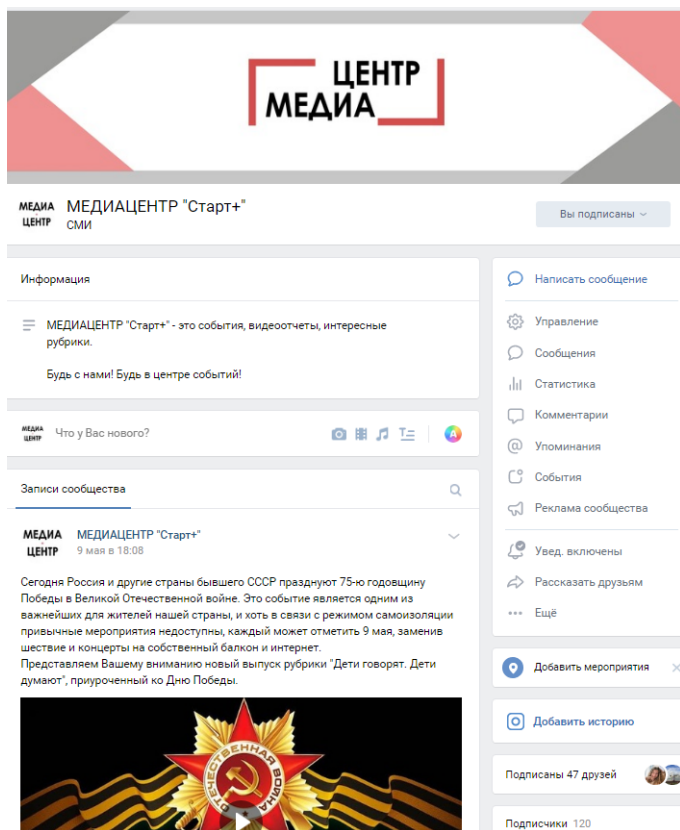 ЦЕНТР
МЕДИА
МЕДИА
ЦЕНТР
МЕДИАЦЕНТР "Старт+"
СМИ
Вы подписаны
Информация
МЕДИАЦЕНТР "Старт+" - это события, видеоотчеты, интересные
рубрики.
Будь с нами! Будь в центре событий!
МЕДИА
ЦЕНТР
Что у Вас нового?
Записи сообщества
МЕДИА
ЦЕНТР
МЕДИАЦЕНТР "Старт+"
9 мая в 18:08
Сегодня Россия и другие страны бывшего СССР празднуют 75-ю годовщину
Победы в Великой Отечественной войне. Это событие является одним из
важнейших для жителей нашей страны, и хоть в связи с режимом самоизоляции
привычные мероприятия недоступны, каждый может отметить 9 мая, заменив
шествие и концерты на собственный балкон и интернет.
Представляем Вашему вниманию новый выпуск рубрики "Дети говорят. Дети
думают", приуроченный ко Дню Победы.
ОТЕЧЕСТВЕННАЯ
ВОЙНА
Написать сообщение
Управление
Сообщения
Статистика
Комментарии
Упоминания
События
Реклама сообщества
Увед. включены
Рассказать друзьям
Ещё
Добавить мероприятия
Добавить историю
Подписаны 47 друзей
Подписчики 120